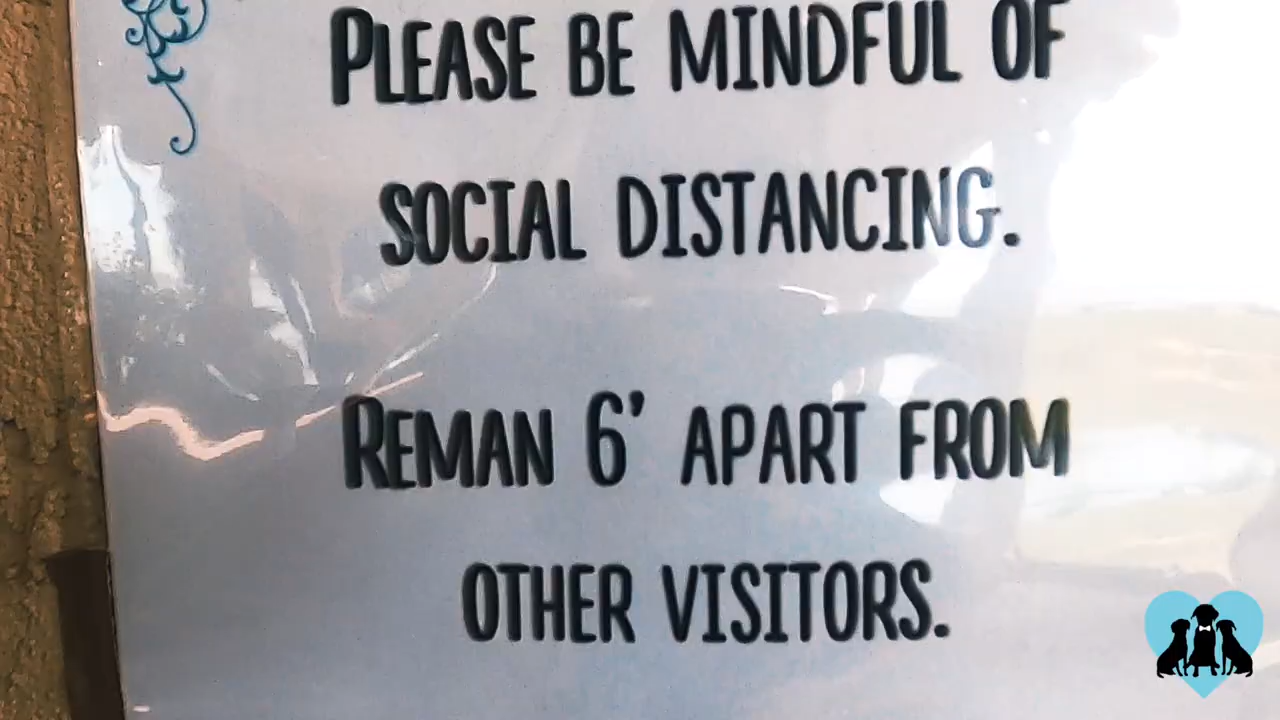 PLEASE BE MINDFUL OF
SOCIAL DISTANCING.
REMAN 6' APART FROM
OTHER VISITORS.